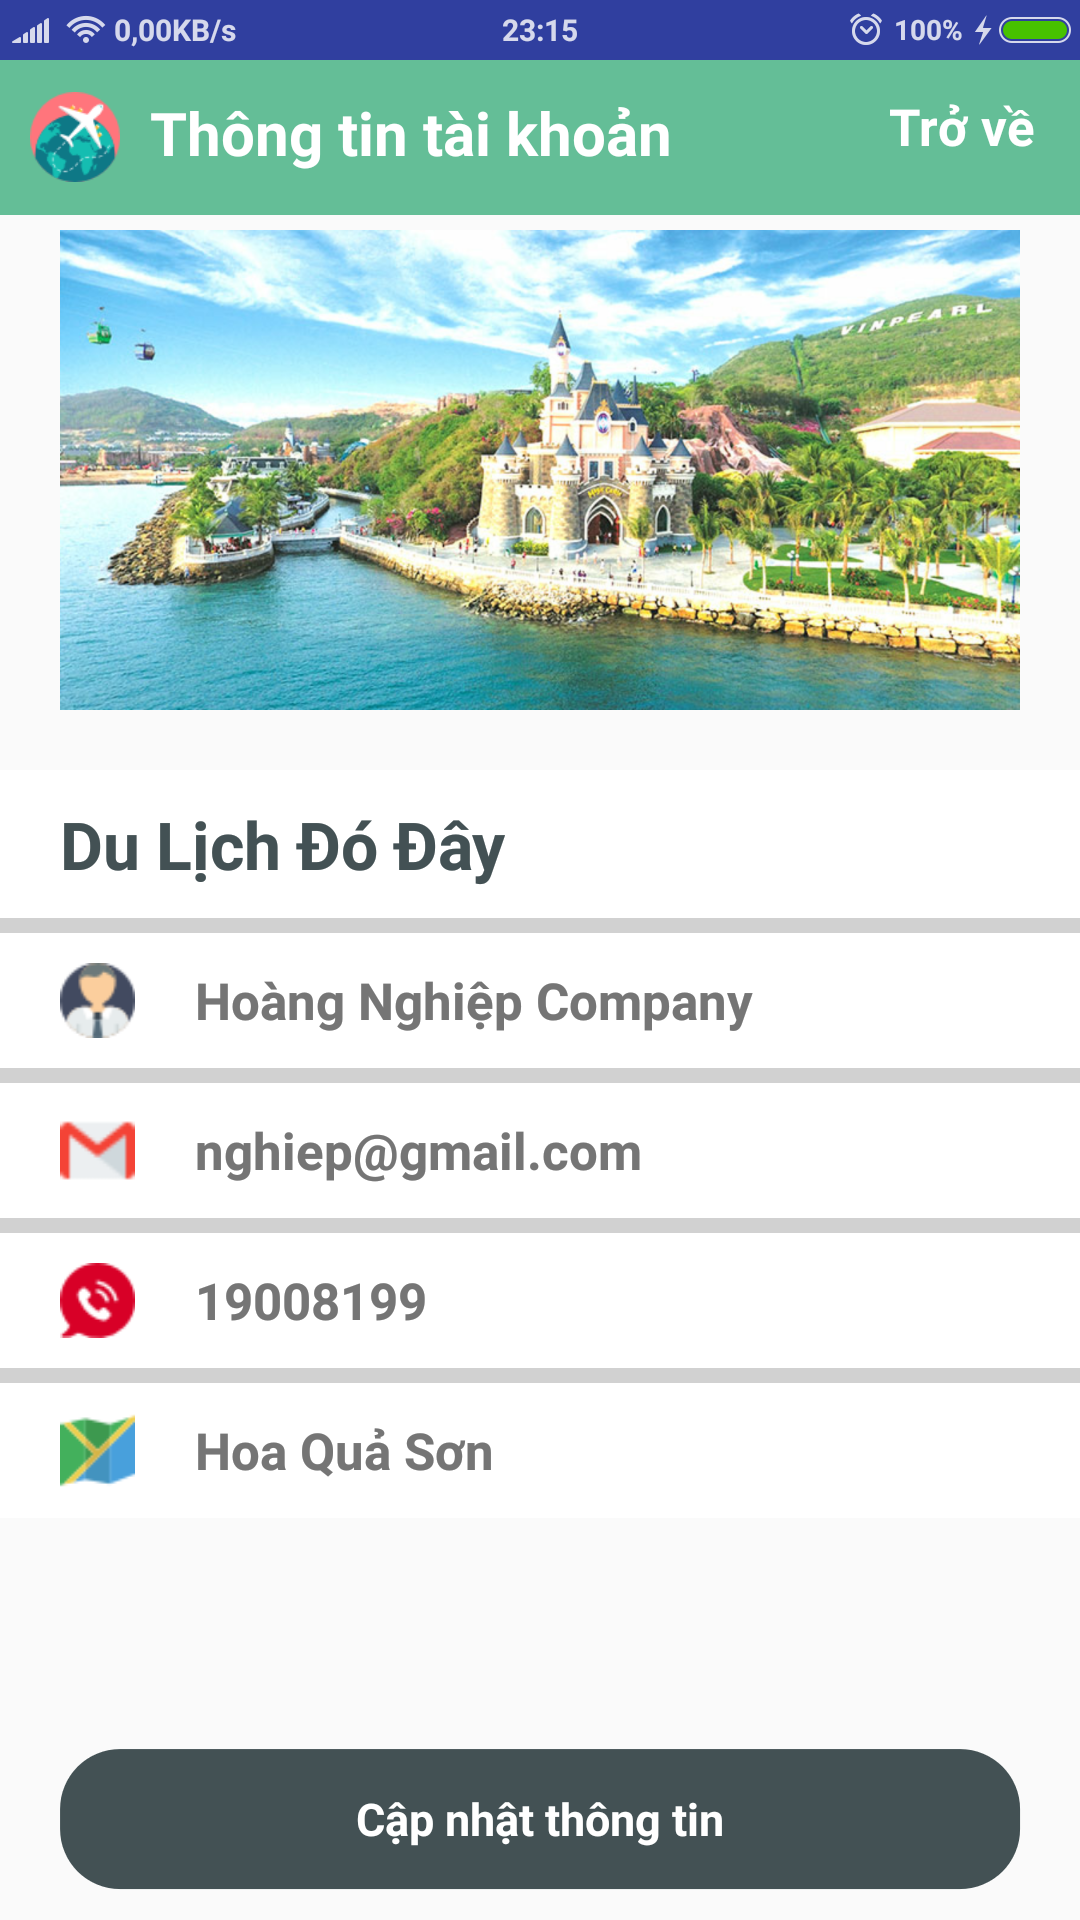 0,00KB/s 23:15 100%
Thông tin tài khoản Trở về
VINPEARL
Du Lịch Đó Đây
Hoàng Nghiệp Company
nghiep@gmail.com
19008199
Hoa Quả Sơn
Cập nhật thông tin